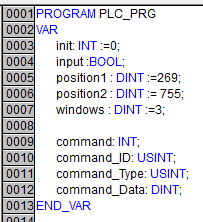 0001 PROGRAM PLC_PRG
0002 VAR
0003 init: INT :=0;
0004 input :BOOL;
0005 position1 : DINT :=269;
0006 position2 : DINT := 755;
0007 windows : DINT :=3;
0008
0009 command: INT;
0010 command_ID: USINT;
0011 command_Type: USINT;
0012 command_Data: DINT;
0013 END_VAR
0014